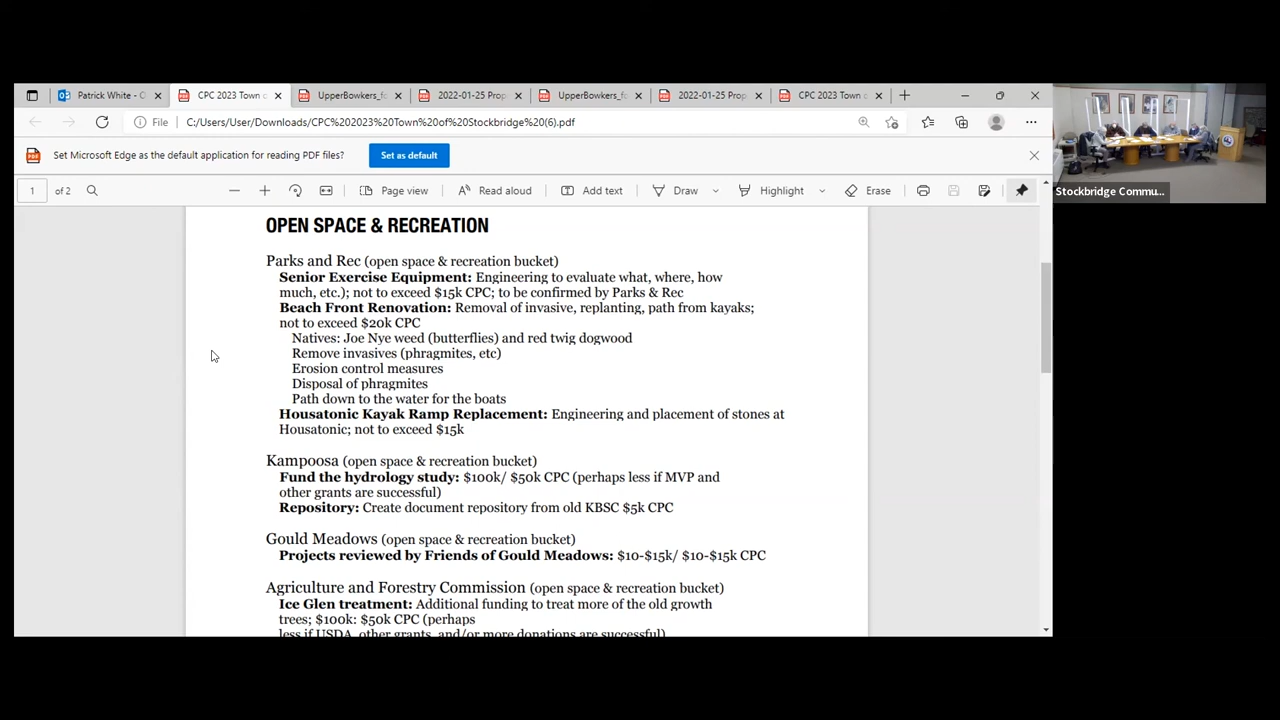 Patrick White - O
CPC 2023 Town o
UpperBowkers_fo
2022-01-25 Prop
UpperBowkers_fo
2022-01-25 Prop
CPC 2023 Town o
File
C:/Users/User/Downloads/CPC%202023%20Town%20of%20Stockbridge%20(6).pdf
Set Microsoft Edge as the default application for reading PDF files?
Set as default
1 of 2
Page view
Read aloud
Add text
Draw
Highlight
Erase
Stockbridge Commu...
OPEN SPACE & RECREATION
Parks and Rec (open space & recreation bucket)
Senior Exercise Equipment: Engineering to evaluate what, where, how
much, etc.); not to exceed $15k CPC; to be confirmed by Parks & Rec
Beach Front Renovation: Removal of invasive, replanting, path from kayaks;
not to exceed $20k CPC
Natives: Joe Nye weed (butterflies) and red twig dogwood
Remove invasives (phragmites, etc)
Erosion control measures
Disposal of phragmites
Path down to the water for the boats
Housatonic Kayak Ramp Replacement: Engineering and placement of stones at
Housatonic; not to exceed $15k
Kampoosa (open space & recreation bucket)
Fund the hydrology study: $100k/ $50k CPC (perhaps less if MVP and
other grants are successful)
Repository: Create document repository from old KBSC $5k CPC
Gould Meadows (open space & recreation bucket)
Projects reviewed by Friends of Gould Meadows: $10-$15k/ $10-$15k CPC
Agriculture and Forestry Commission (open space & recreation bucket)
Ice Glen treatment: Additional funding to treat more of the old growth
trees; $100k: $50k CPC (perhaps
less if USDA, other grants, and/or more donations are successful)